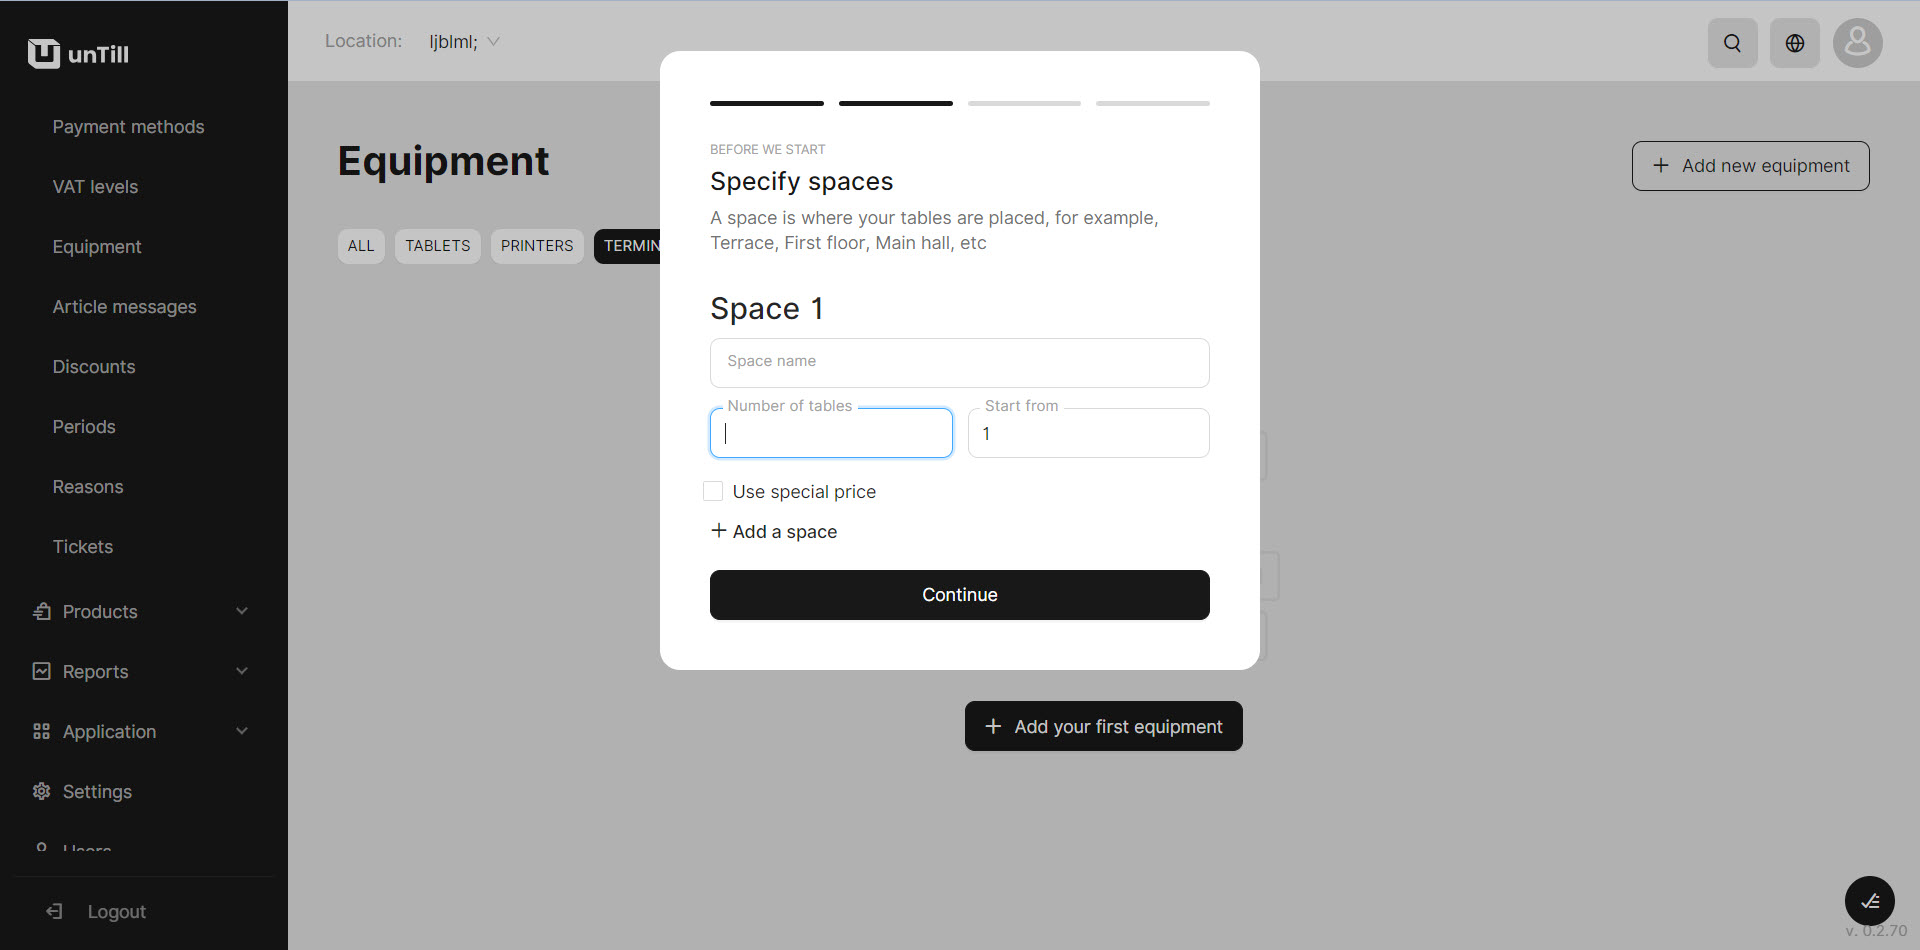 unTill
Payment methods
VAT levels
Equipment
Article messages
Discounts
Periods
Reasons
Tickets
Products
Reports
Application
Settings
Users
Logout
Location: ljblml;
Equipment
Add new equipment
ALL TABLETS PRINTERS TERMIN
BEFORE WE START
Specify spaces
A space is where your tables are placed, for example,
Terrace, First floor, Main hall, etc
Space 1
Space name
Number of tables
Start from
1
Use special price
Add a space
Continue
Add your first equipment
v. 0.2.70